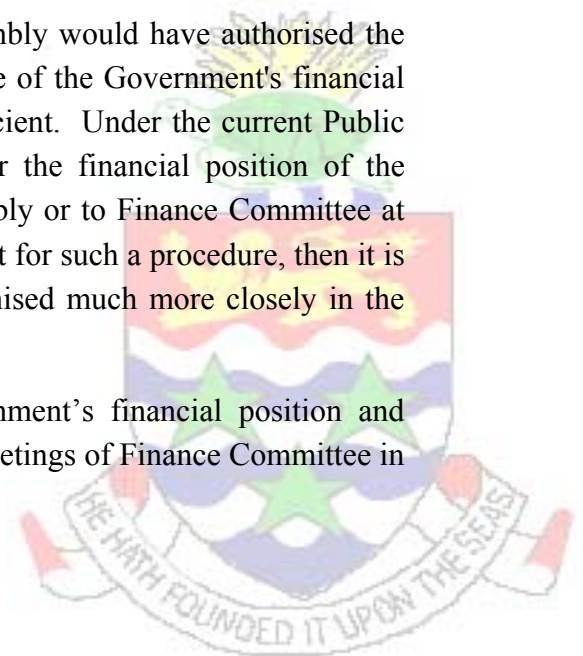 mbly would have authorised the
e of the Government's financial
cient. Under the current Public
r the financial position of the
bly or to Finance Committee at
t for such a procedure, then it is
nised much more closely in the
nment’s financial position and
eetings of Finance Committee in
HE HATH FOUNDED IT UPON THE SEAS